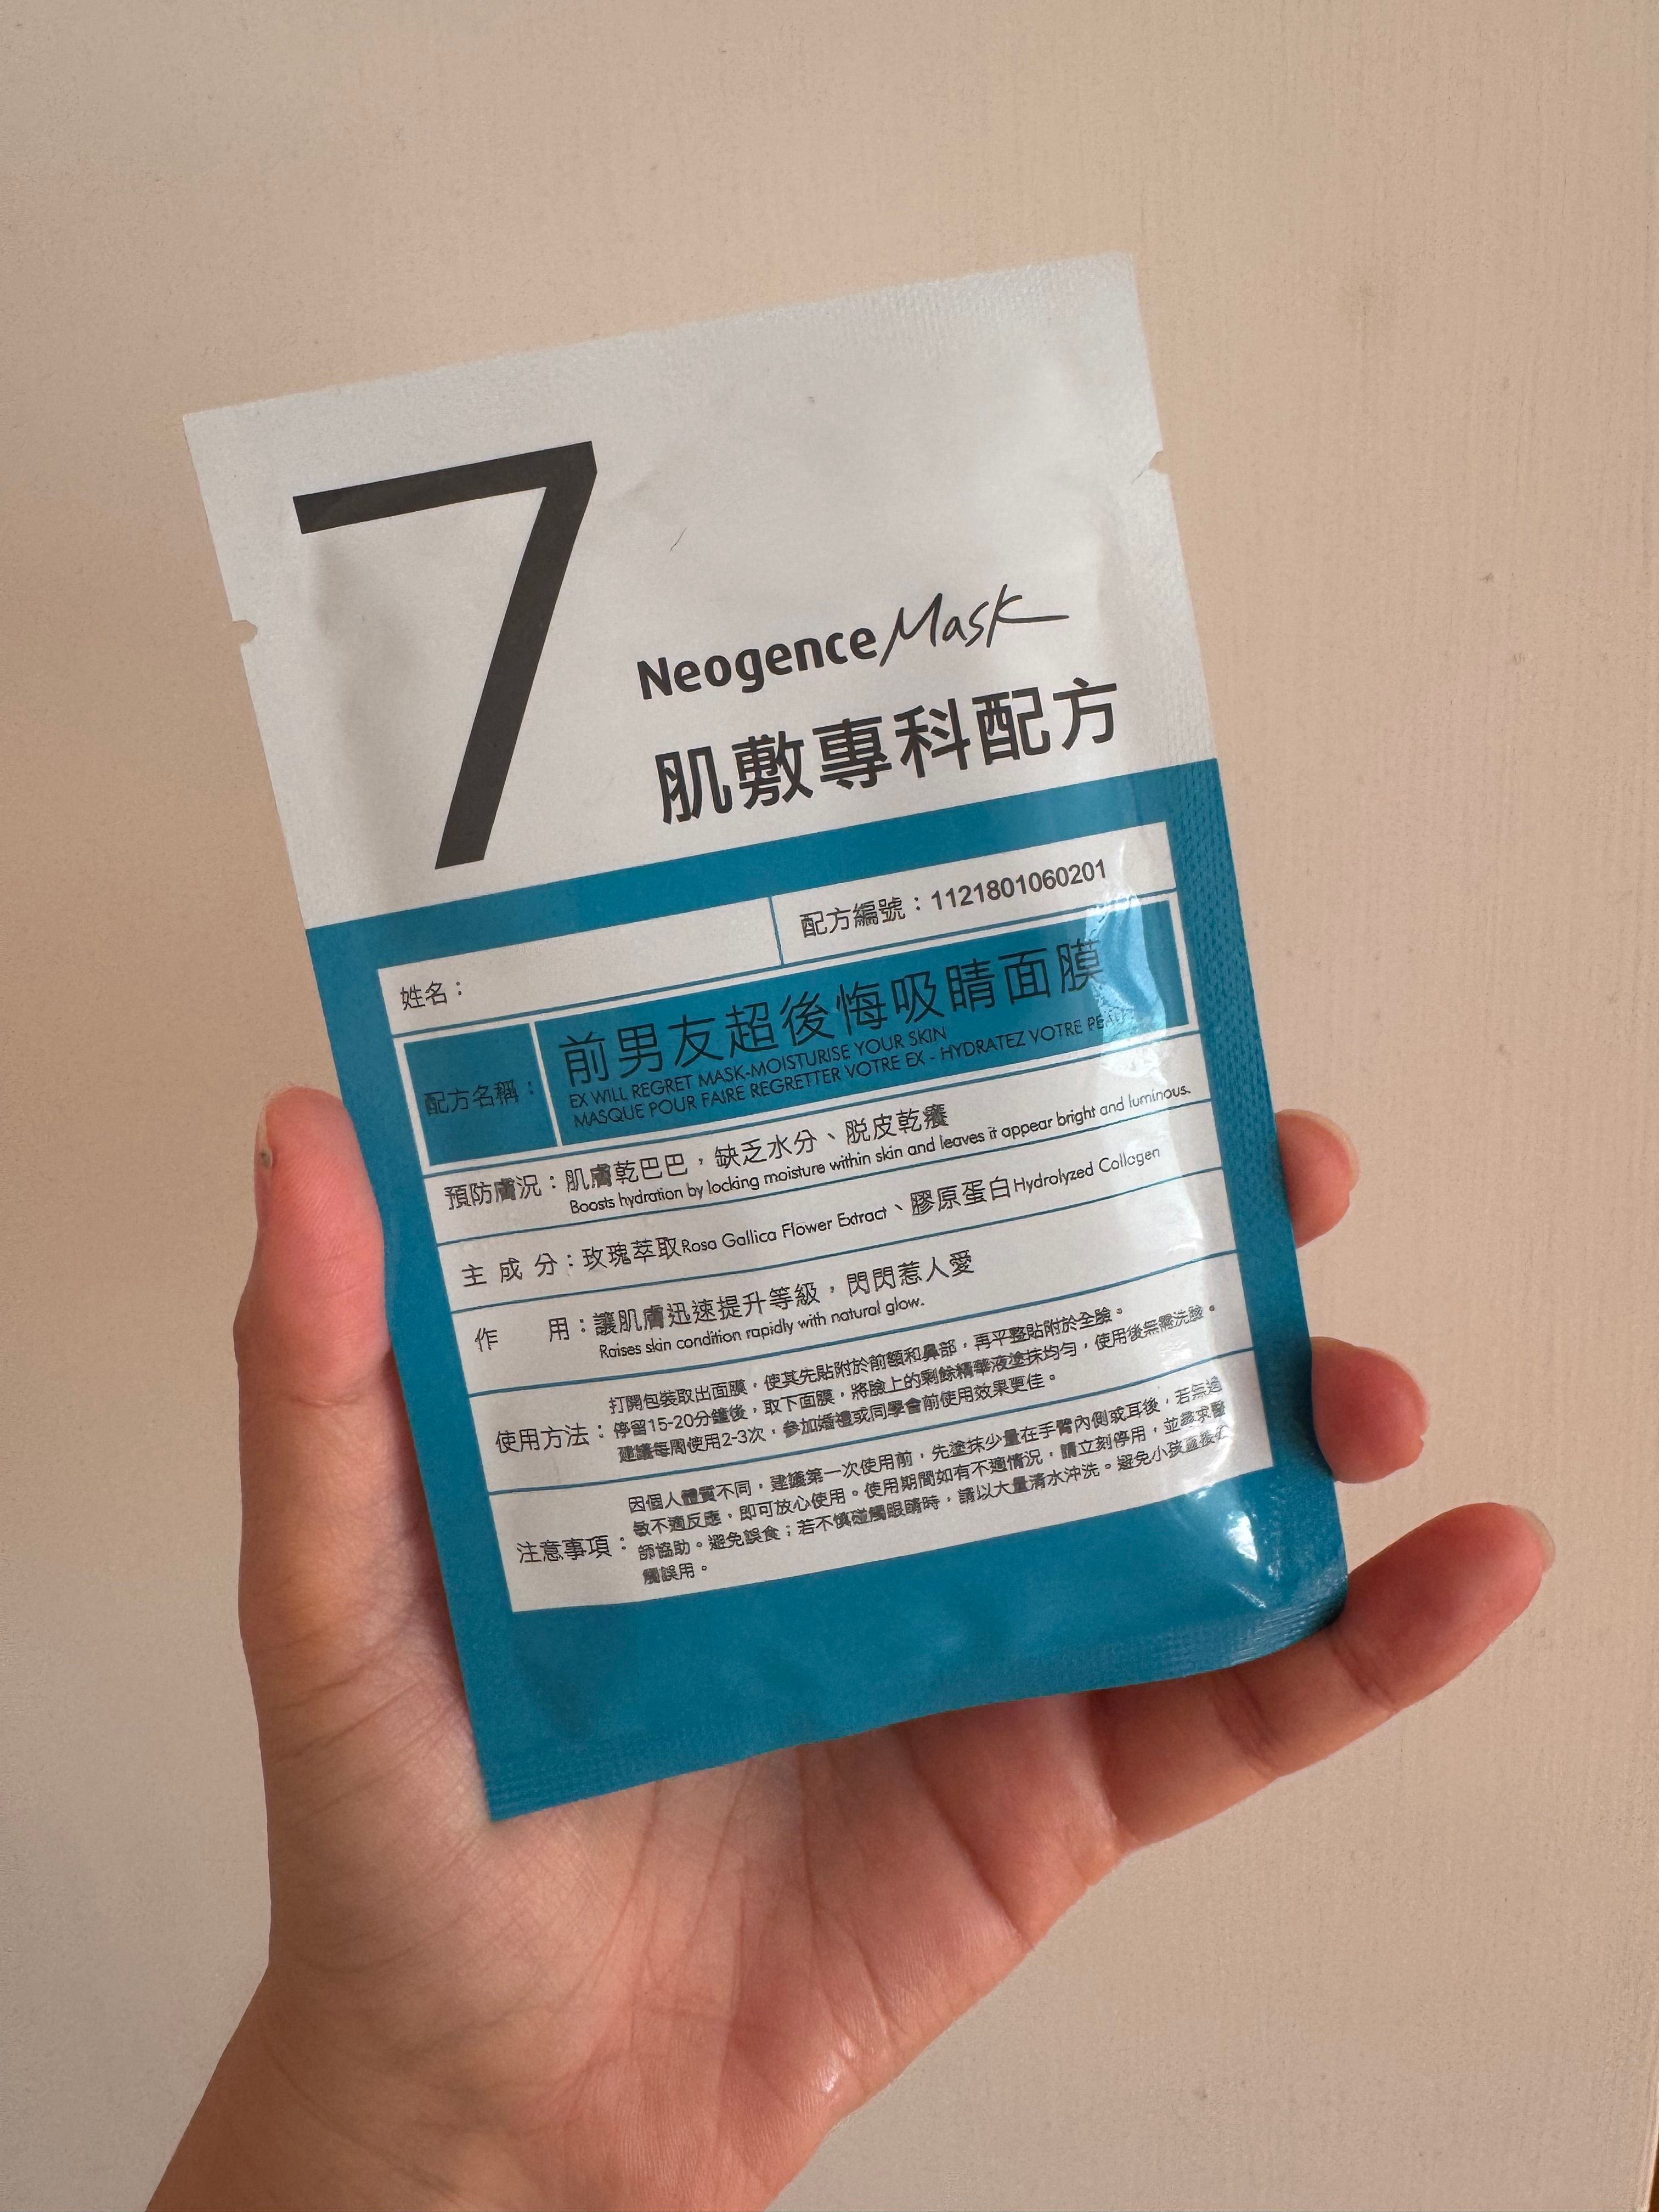 7
Neogence Mask
肌敷專科配方
姓名：
配方編號：1121801060201
配方名稱：
前男友超後悔吸睛面膜
EX WILL REGRET MASK-MOISTURISE YOUR SKIN
MASQUE POUR FAIRE REGRETTER VOTRE EX - HYDRATEZ VOTRE PEAU
預防膚況：肌膚乾巴巴，缺乏水分、脫皮乾癢
Boosts hydration by locking moisture within skin and leaves it appear bright and luminous.
主成分：玫瑰萃取Rosa Gallica Flower Extract、膠原蛋白Hydrolyzed Collagen
作用：讓肌膚迅速提升等級，閃閃惹人愛
Raises skin condition rapidly with natural glow.
使用方法：
打開包裝取出面膜，使其先貼附於前額和鼻部，再平整貼附於全臉。
停留15-20分鐘後，取下面膜，將臉上的剩餘精華液塗抹均勻，使用後無需洗臉。
建議每周使用2-3次，參加婚禮或同學會前使用效果更佳。
注意事項：
因個人體質不同，建議第一次使用前，先塗抹少量在手臂內側或耳後，若無過
敏不適反應，即可放心使用。使用期間如有不適情況，請立刻停用，並尋求醫
師協助。避免誤食；若不慎碰觸眼睛時，請以大量清水沖洗。避免小孩直接
觸誤用。